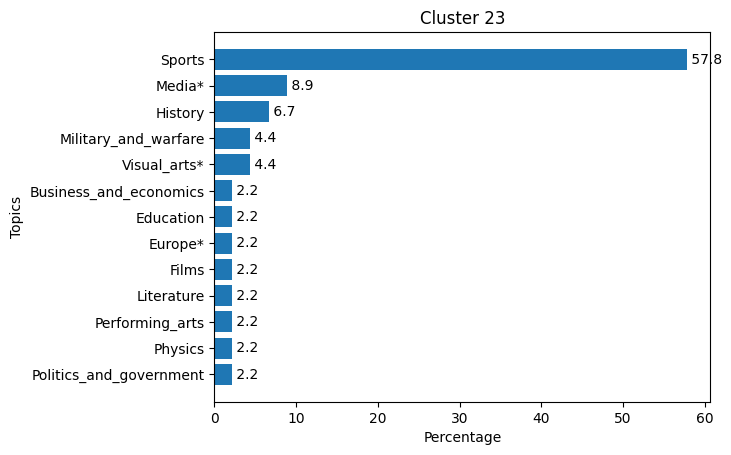 Cluster 23
Topics
Sports 57.8
Media* 8.9
History 6.7
Military_and_warfare 4.4
Visual_arts* 4.4
Business_and_economics 2.2
Education 2.2
Europe* 2.2
Films 2.2
Literature 2.2
Performing_arts 2.2
Physics 2.2
Politics_and_government 2.2
0 10 20 30 40 50 60
Percentage